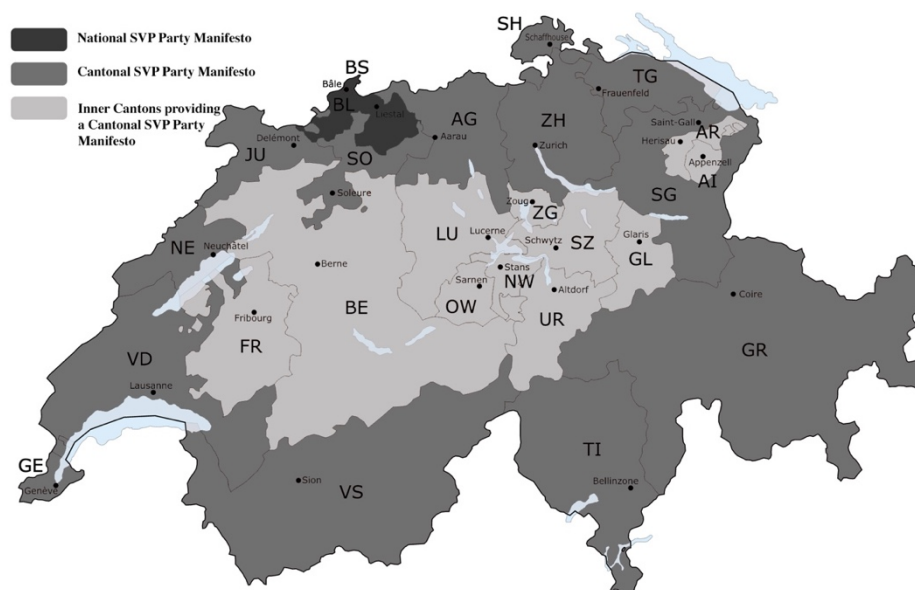 National SVP Party Manifesto
Cantonal SVP Party Manifesto
Inner Cantons providing
a Cantonal SVP Party
Manifesto
SH
Schaffhouse
BS
Bâle
TG
BL
Liestal
Frauenfeld
AG
ZH
Saint-Gall
AR
Delémont
Aarau
Zurich
Herisau
JU
SO
Appenzell
AI
Soleure
SG
Zoug
ZG
LU
NE
Lucerne
SZ
Glaris
Neuchâtel
Schwytz
GL
Berne
Stans
Sarnen
NW
Altdorf
Coire
BE
OW
Fribourg
UR
FR
GR
VD
Lausanne
TI
GE
Sion
VS
Bellinzone
Genève